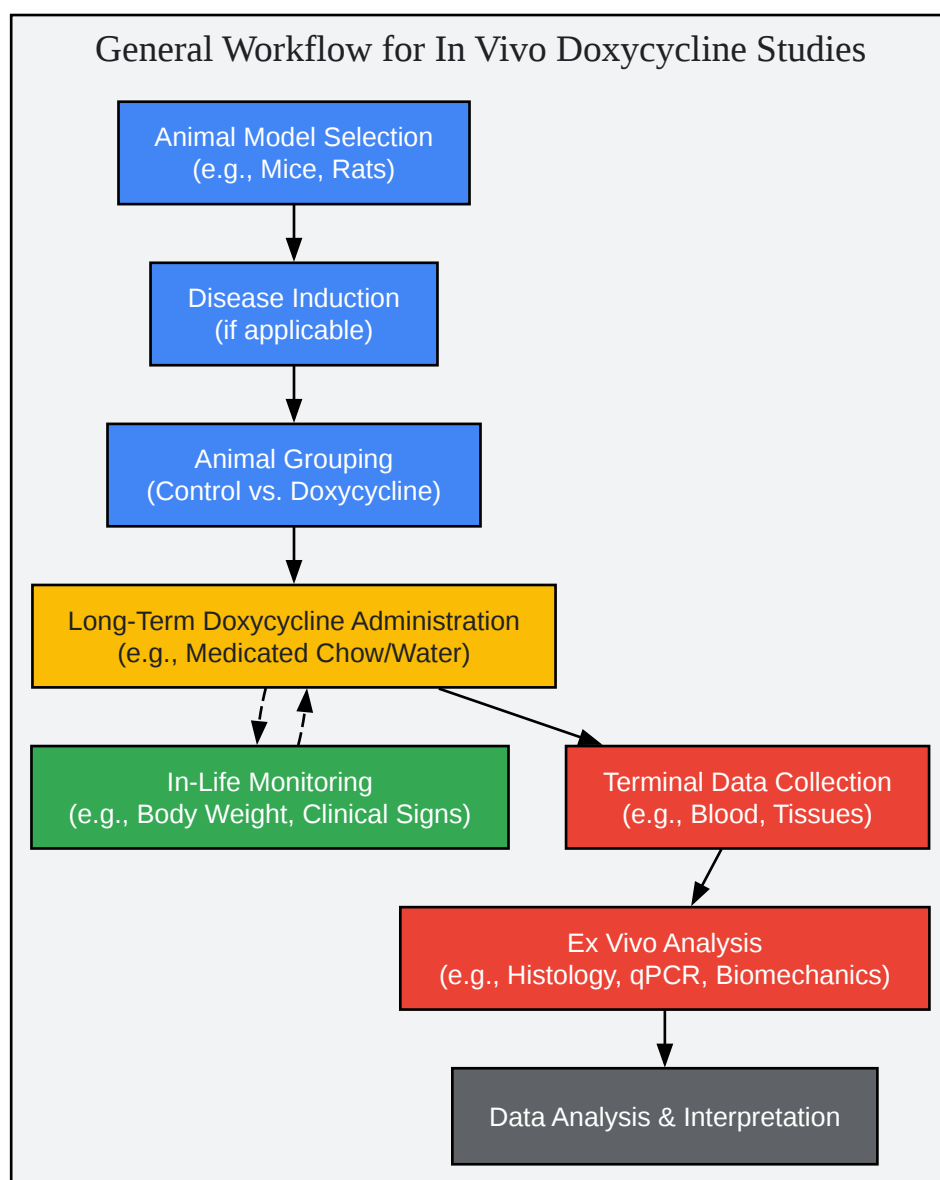 General Workflow for In Vivo Doxycycline Studies
Animal Model Selection
(e.g., Mice, Rats)
Disease Induction
(if applicable)
Animal Grouping
(Control vs. Doxycycline)
Long-Term Doxycycline Administration
(e.g., Medicated Chow/Water)
In-Life Monitoring
(e.g., Body Weight, Clinical Signs)
Terminal Data Collection
(e.g., Blood, Tissues)
Ex Vivo Analysis
(e.g., Histology, qPCR, Biomechanics)
Data Analysis & Interpretation